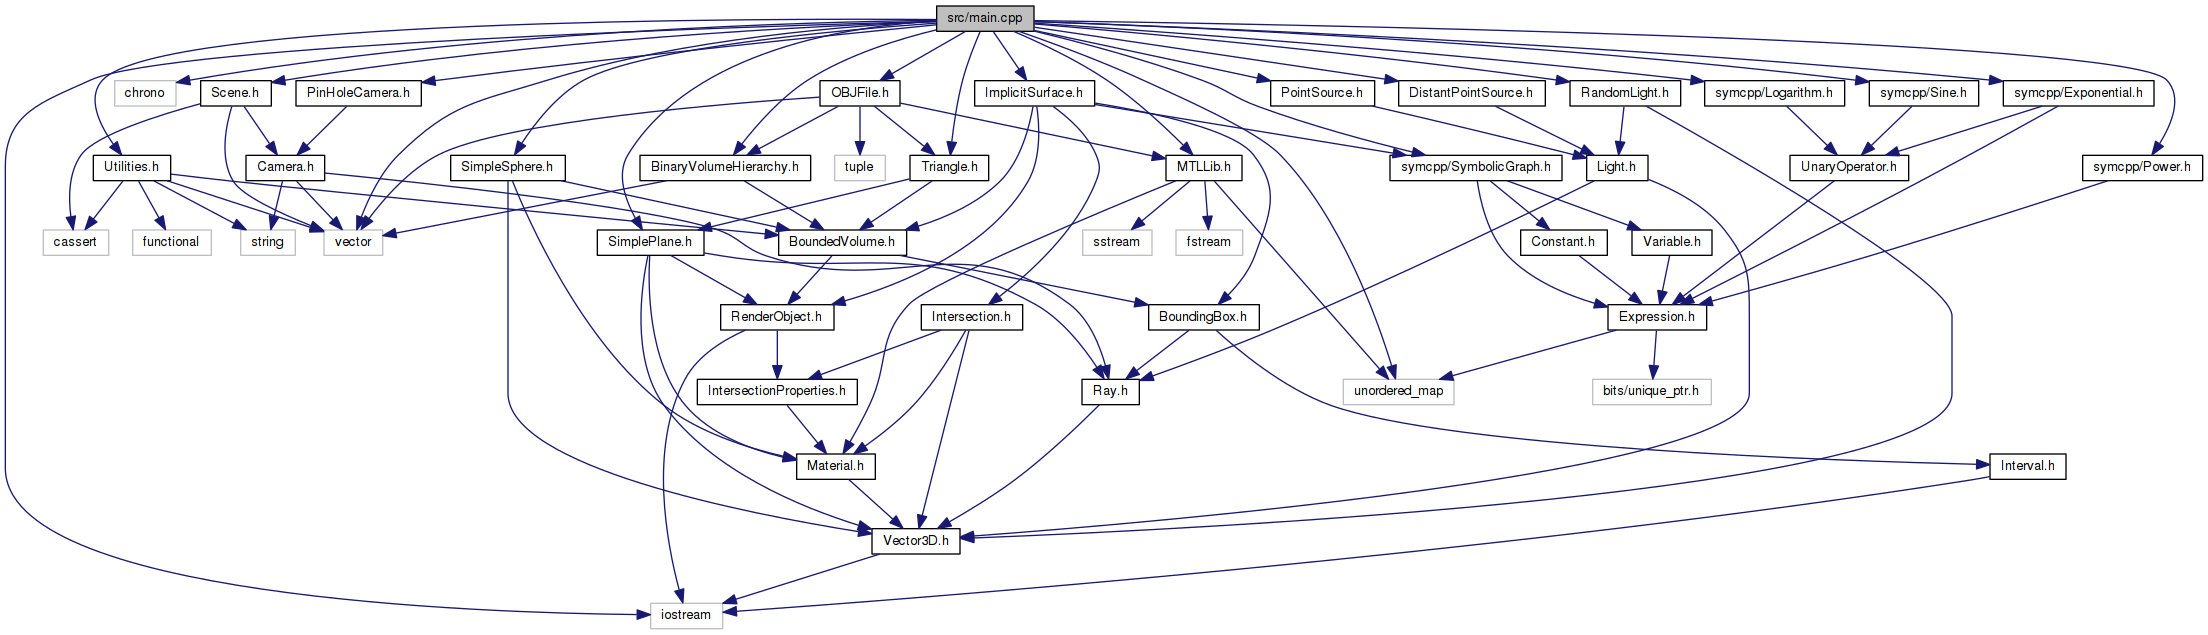 src/main.cpp
chrono
Scene.h
PinHoleCamera.h
OBJFile.h
ImplicitSurface.h
PointSource.h
DistantPointSource.h
RandomLight.h
symcpp/Logarithm.h
symcpp/Sine.h
symcpp/Exponential.h
Utilities.h
Camera.h
SimpleSphere.h
BinaryVolumeHierarchy.h
tuple
Triangle.h
MTLLib.h
symcpp/SymbolicGraph.h
Light.h
UnaryOperator.h
symcpp/Power.h
cassert
functional
string
vector
SimplePlane.h
BoundedVolume.h
sstream
fstream
Constant.h
Variable.h
RenderObject.h
Intersection.h
BoundingBox.h
Expression.h
IntersectionProperties.h
Ray.h
unordered_map
bits/unique_ptr.h
Material.h
Interval.h
Vector3D.h
iostream